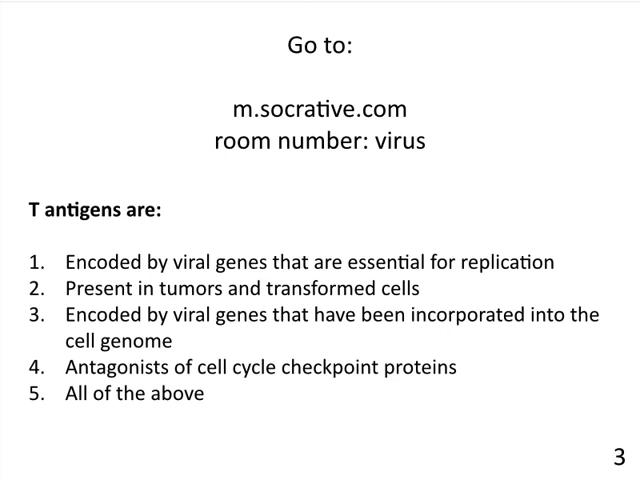 Go to:
m.socrative.com
room number: virus
T antigens are:
1. Encoded by viral genes that are essential for replication
2. Present in tumors and transformed cells
3. Encoded by viral genes that have been incorporated into the
cell genome
4. Antagonists of cell cycle checkpoint proteins
5. All of the above
3